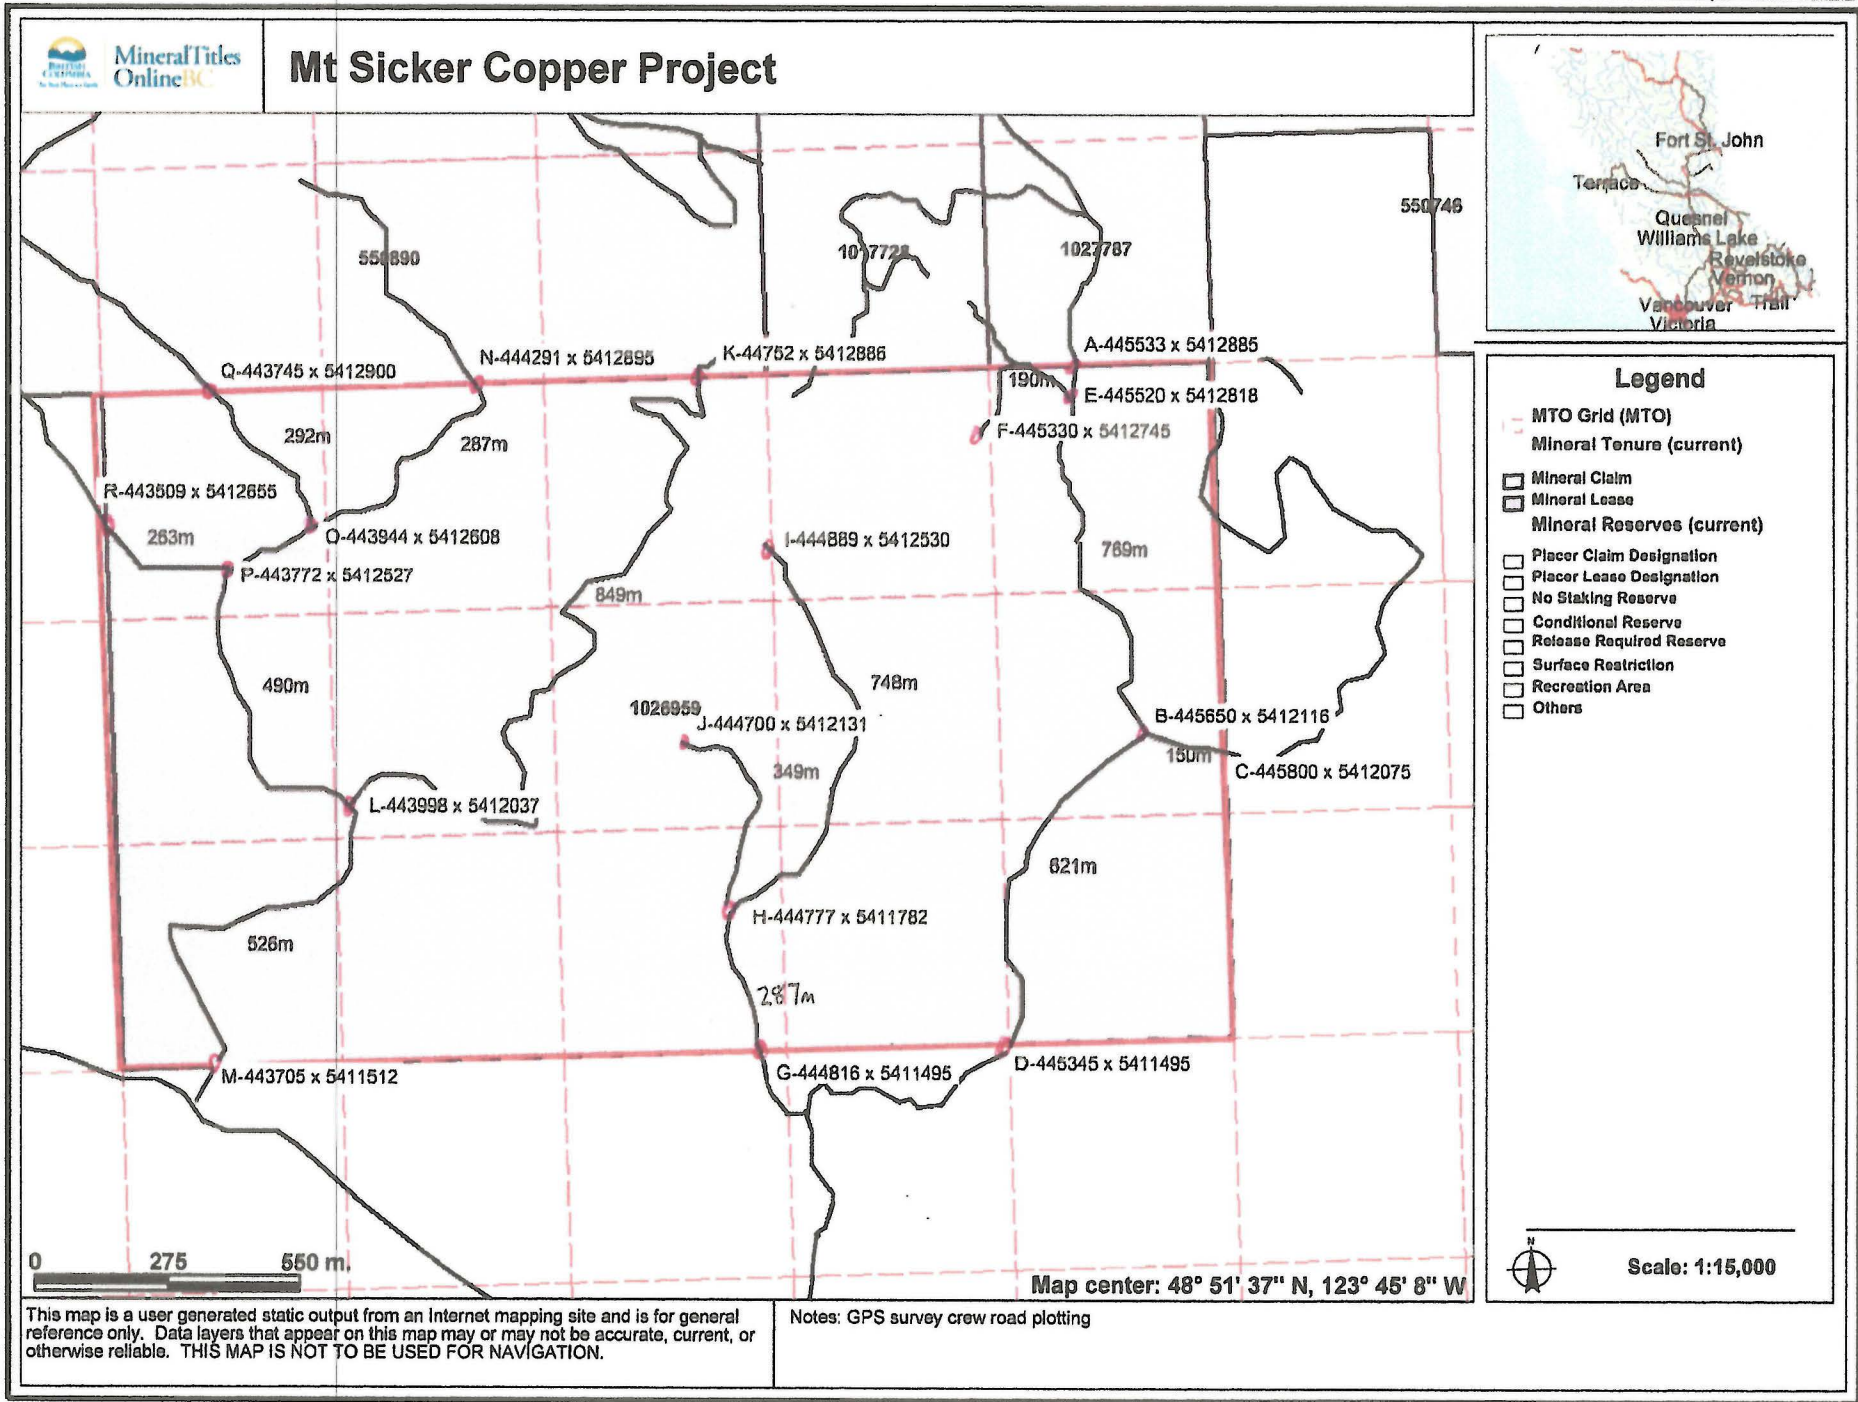 BRITISH
COLUMBIA
MineralTitles
OnlineBC
Mt Sicker Copper Project
Fort St. John
Terrace
Quesnel
Williams Lake
Revelstoke
Vernon
Vancouver Trail
Victoria
550746
559890
1017728
1027787
A-445533 x 5412885
K-44752 x 5412886
N-444291 x 5412895
Q-443745 x 5412900
190m
E-445520 x 5412818
F-445330 x 5412745
292m
287m
R-443509 x 5412655
263m
O-443944 x 5412608
I-444889 x 5412530
769m
P-443772 x 5412527
849m
490m
748m
1026959
J-444700 x 5412131
B-445650 x 5412116
150m
349m
C-445800 x 5412075
L-443998 x 5412037
621m
H-444777 x 5411782
526m
287m
M-443705 x 5411512
G-444816 x 5411495
D-445345 x 5411495
0 275 550 m.
Map center: 48° 51' 37" N, 123° 45' 8" W
Legend
MTO Grid (MTO)
Mineral Tenure (current)
Mineral Claim
Mineral Lease
Mineral Reserves (current)
Placer Claim Designation
Placer Lease Designation
No Staking Reserve
Conditional Reserve
Release Required Reserve
Surface Restriction
Recreation Area
Others
N
Scale: 1:15,000
This map is a user generated static output from an Internet mapping site and is for general
reference only. Data layers that appear on this map may or may not be accurate, current, or
otherwise reliable. THIS MAP IS NOT TO BE USED FOR NAVIGATION.
Notes: GPS survey crew road plotting